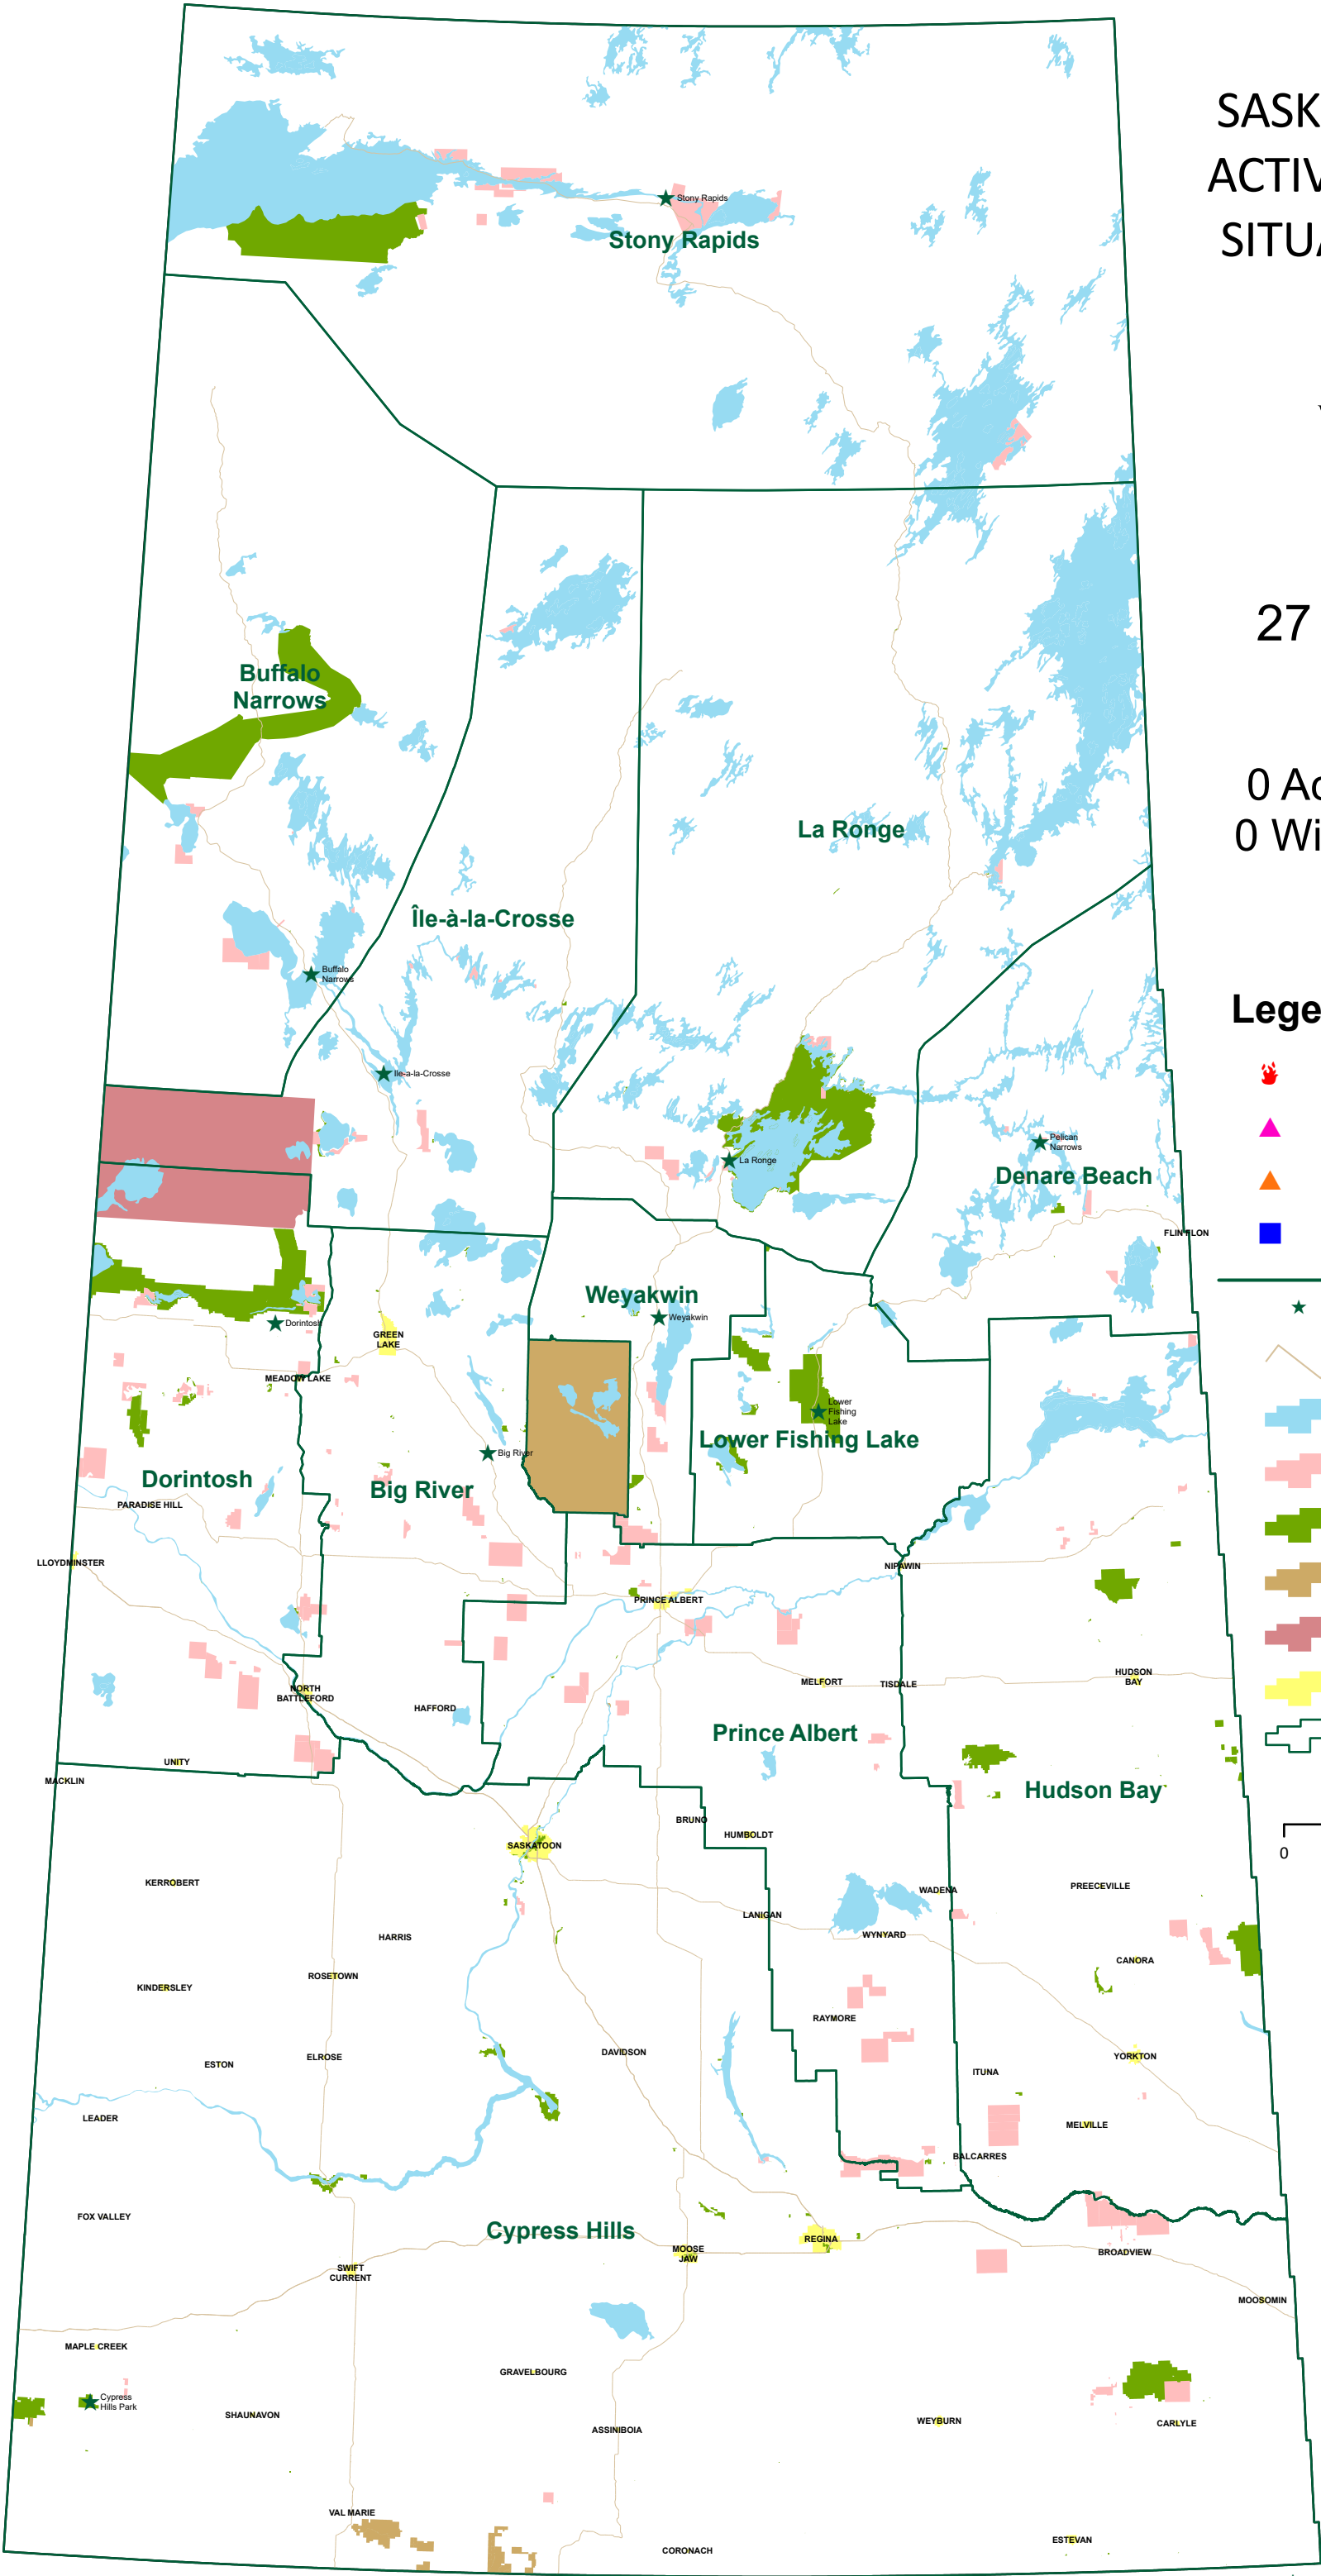 SASK
ACTIV
SITUA
27
0 Ac
0 Wi
Lege
0
Stony Rapids
Stony Rapids
Buffalo
Narrows
La Ronge
Île-à-la-Crosse
Buffalo
Narrows
Ile-a-la-Crosse
Pelican
Narrows
La Ronge
Denare Beach
FLIN FLON
Weyakwin
Weyakwin
Dorintosh
GREEN
LAKE
MEADOW LAKE
Lower
Fishing
Lake
Lower Fishing Lake
Big River
Dorintosh
Big River
PARADISE HILL
LLOYDMINSTER
NIPAWIN
PRINCE ALBERT
HUDSON
BAY
MELFORT
TISDALE
NORTH
BATTLEFORD
HAFFORD
Prince Albert
UNITY
MACKLIN
Hudson Bay
BRUNO
HUMBOLDT
SASKATOON
KERROBERT
PREECEVILLE
WADENA
LANIGAN
WYNYARD
HARRIS
CANORA
ROSETOWN
KINDERSLEY
RAYMORE
DAVIDSON
ELROSE
YORKTON
ESTON
ITUNA
LEADER
MELVILLE
BALCARRES
FOX VALLEY
Cypress Hills
REGINA
MOOSE
JAW
BROADVIEW
SWIFT
CURRENT
MOOSOMIN
MAPLE CREEK
GRAVELBOURG
Cypress
Hills Park
SHAUNAVON
WEYBURN
CARLYLE
ASSINIBOIA
VAL MARIE
ESTEVAN
CORONACH